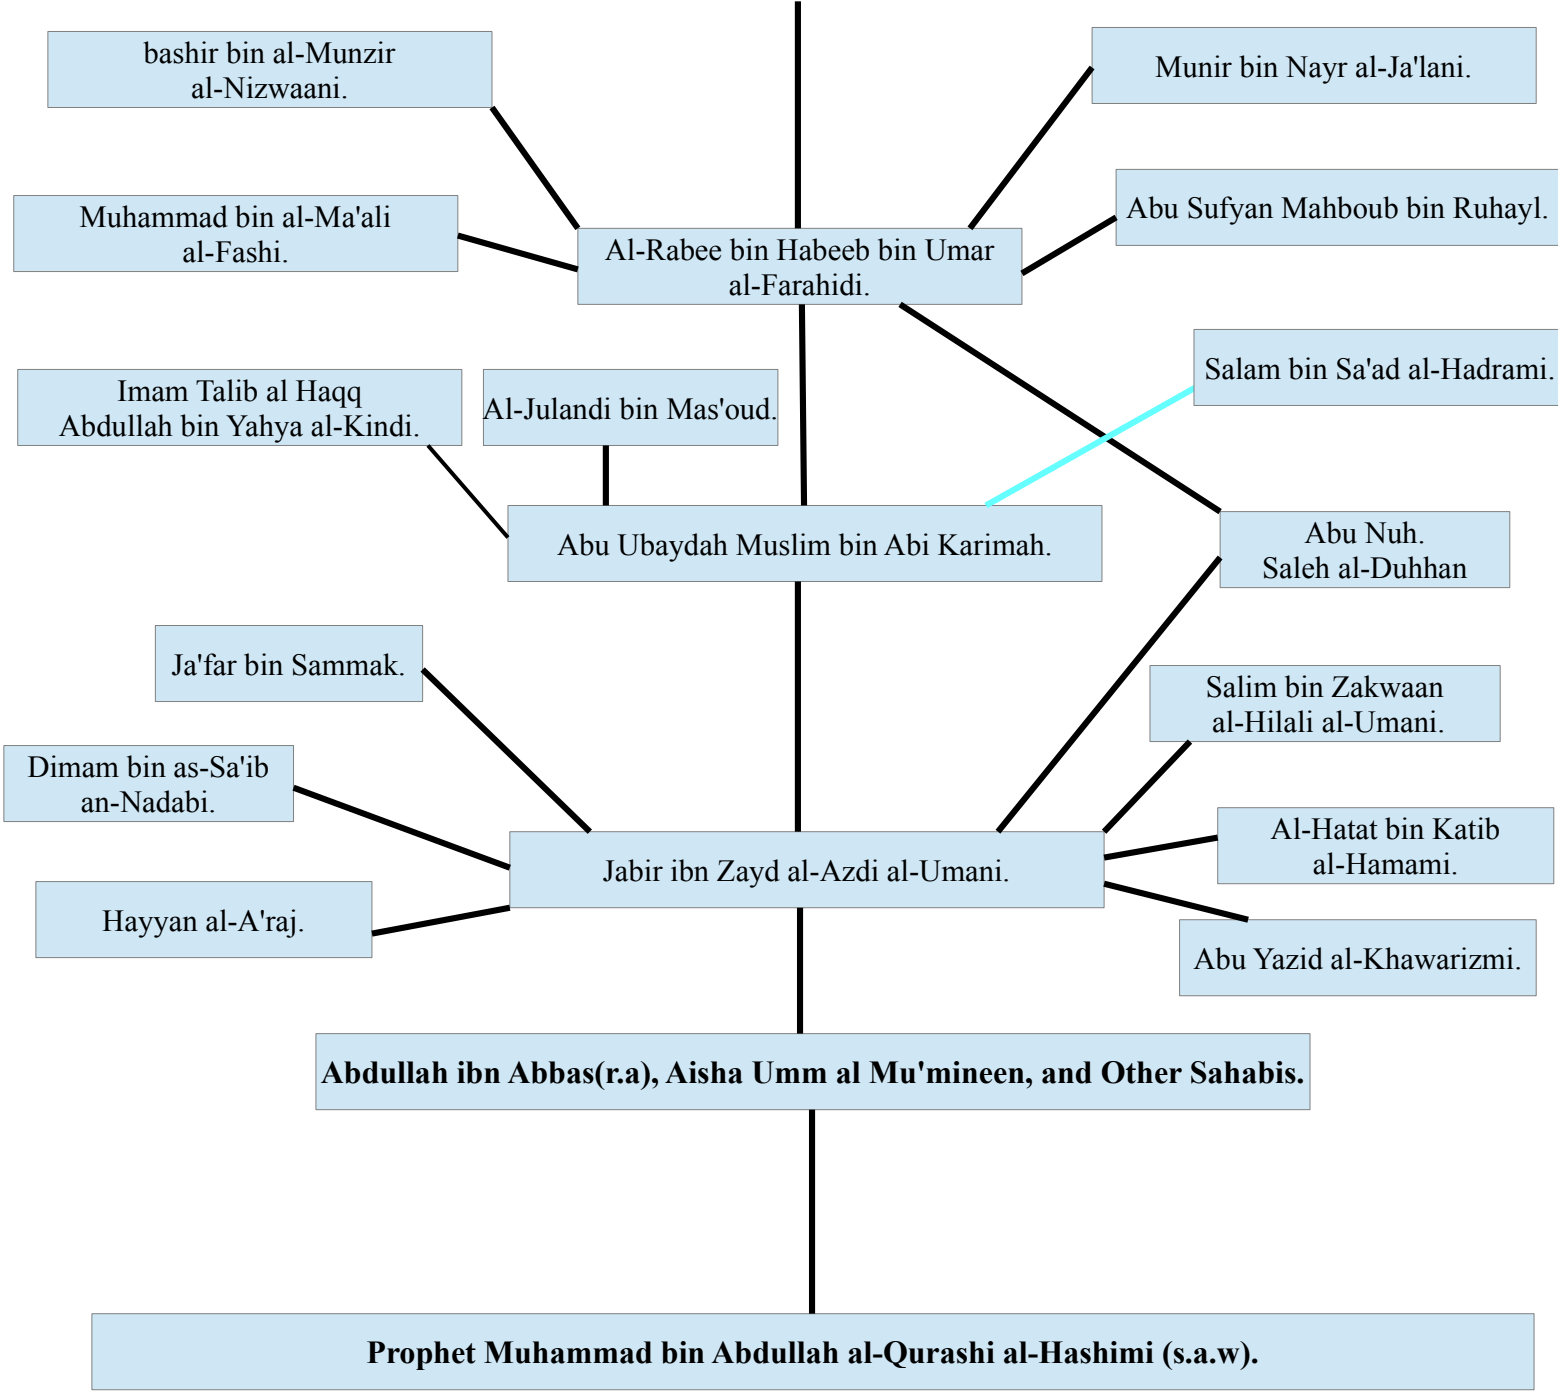 bashir bin al-Munzir
al-Nizwaani.
Munir bin Nayr al-Ja'lani.
Muhammad bin al-Ma'ali
al-Fashi.
Abu Sufyan Mahboub bin Ruhayl.
Al-Rabee bin Habeeb bin Umar
al-Farahidi.
Salam bin Sa'ad al-Hadrami.
Imam Talib al Haqq
Abdullah bin Yahya al-Kindi.
Al-Julandi bin Mas'oud.
Abu Ubaydah Muslim bin Abi Karimah.
Abu Nuh.
Saleh al-Duhhan
Ja'far bin Sammak.
Salim bin Zakwaan
al-Hilali al-Umani.
Dimam bin as-Sa'ib
an-Nadabi.
Al-Hatat bin Katib
al-Hamami.
Jabir ibn Zayd al-Azdi al-Umani.
Hayyan al-A'raj.
Abu Yazid al-Khawarizmi.
Abdullah ibn Abbas(r.a), Aisha Umm al Mu'mineen, and Other Sahabis.
Prophet Muhammad bin Abdullah al-Qurashi al-Hashimi (s.a.w).